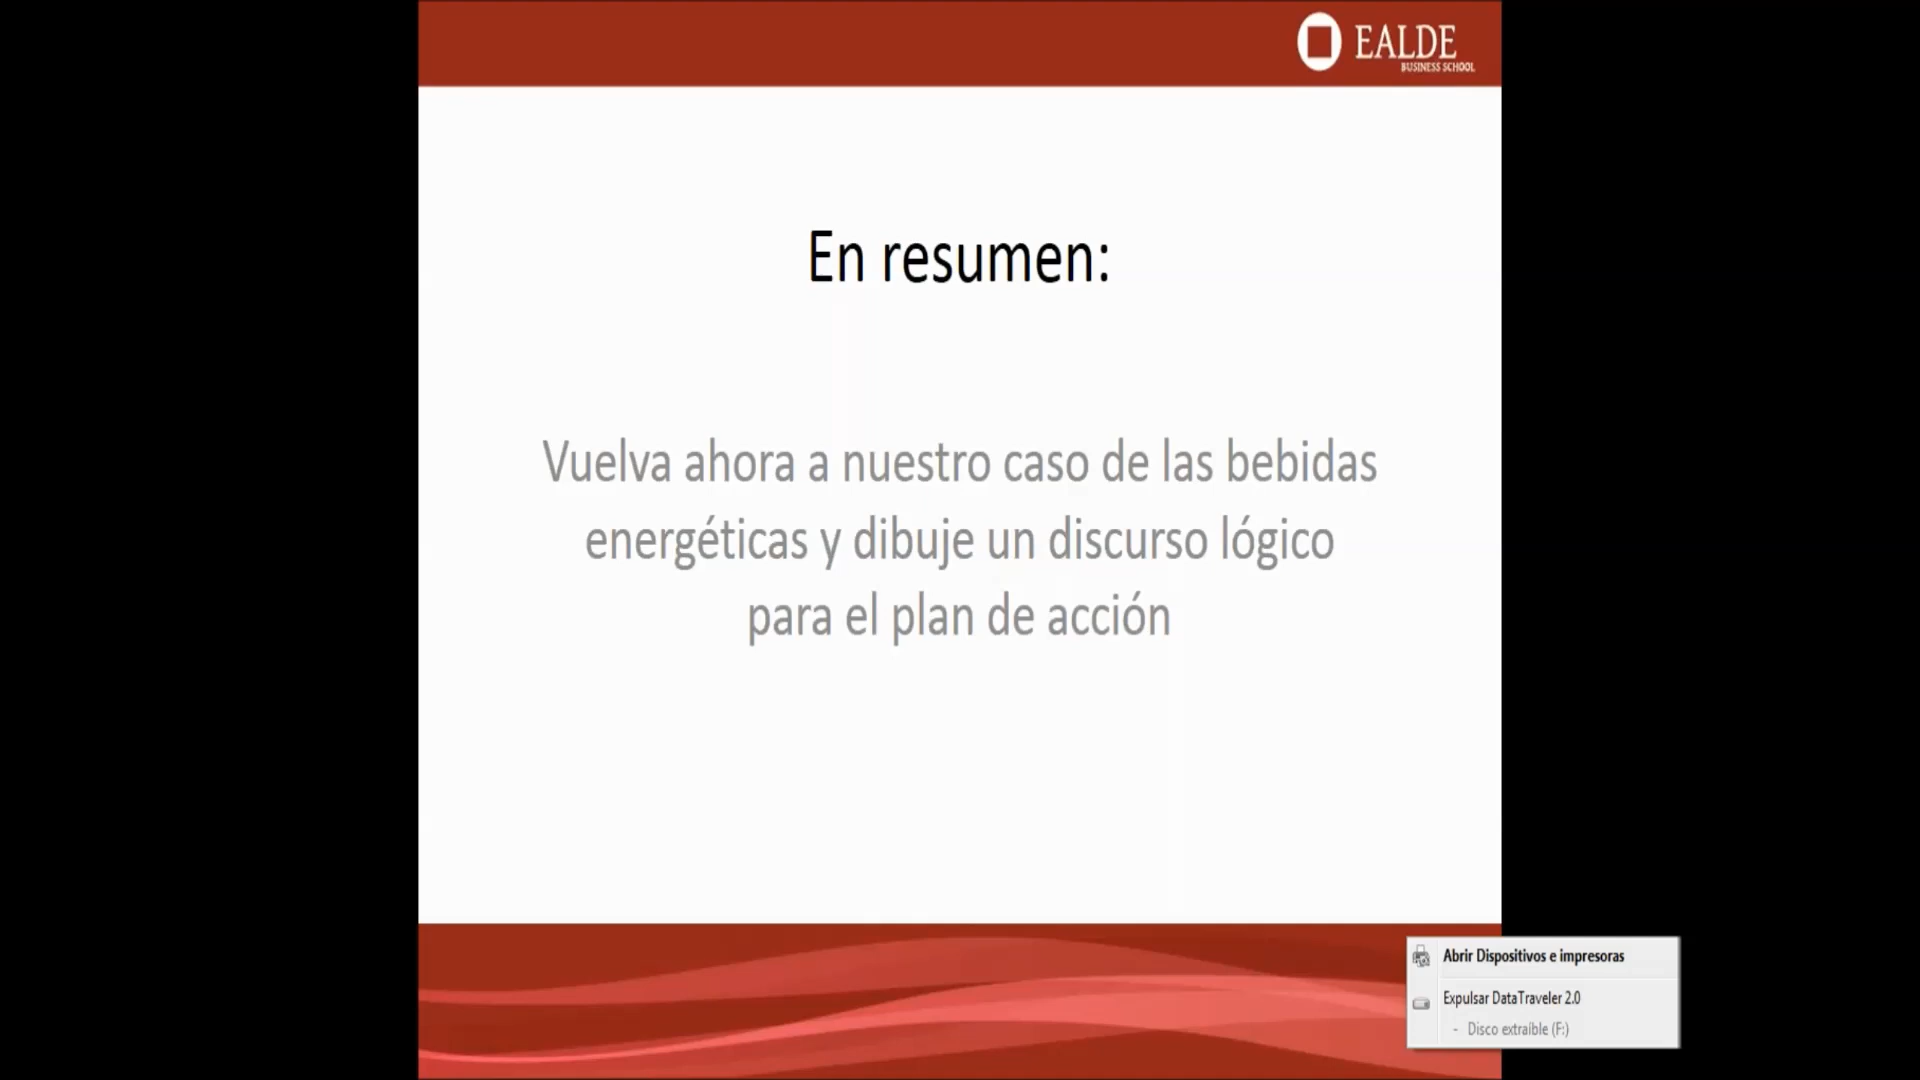 EALDE
BUSINESS SCHOOL
En resumen:
Vuelva ahora a nuestro caso de las bebidas
energéticas y dibuje un discurso lógico
para el plan de acción
Abrir Dispositivos e impresoras
Expulsar DataTraveler 2.0
- Disco extraíble (F:)